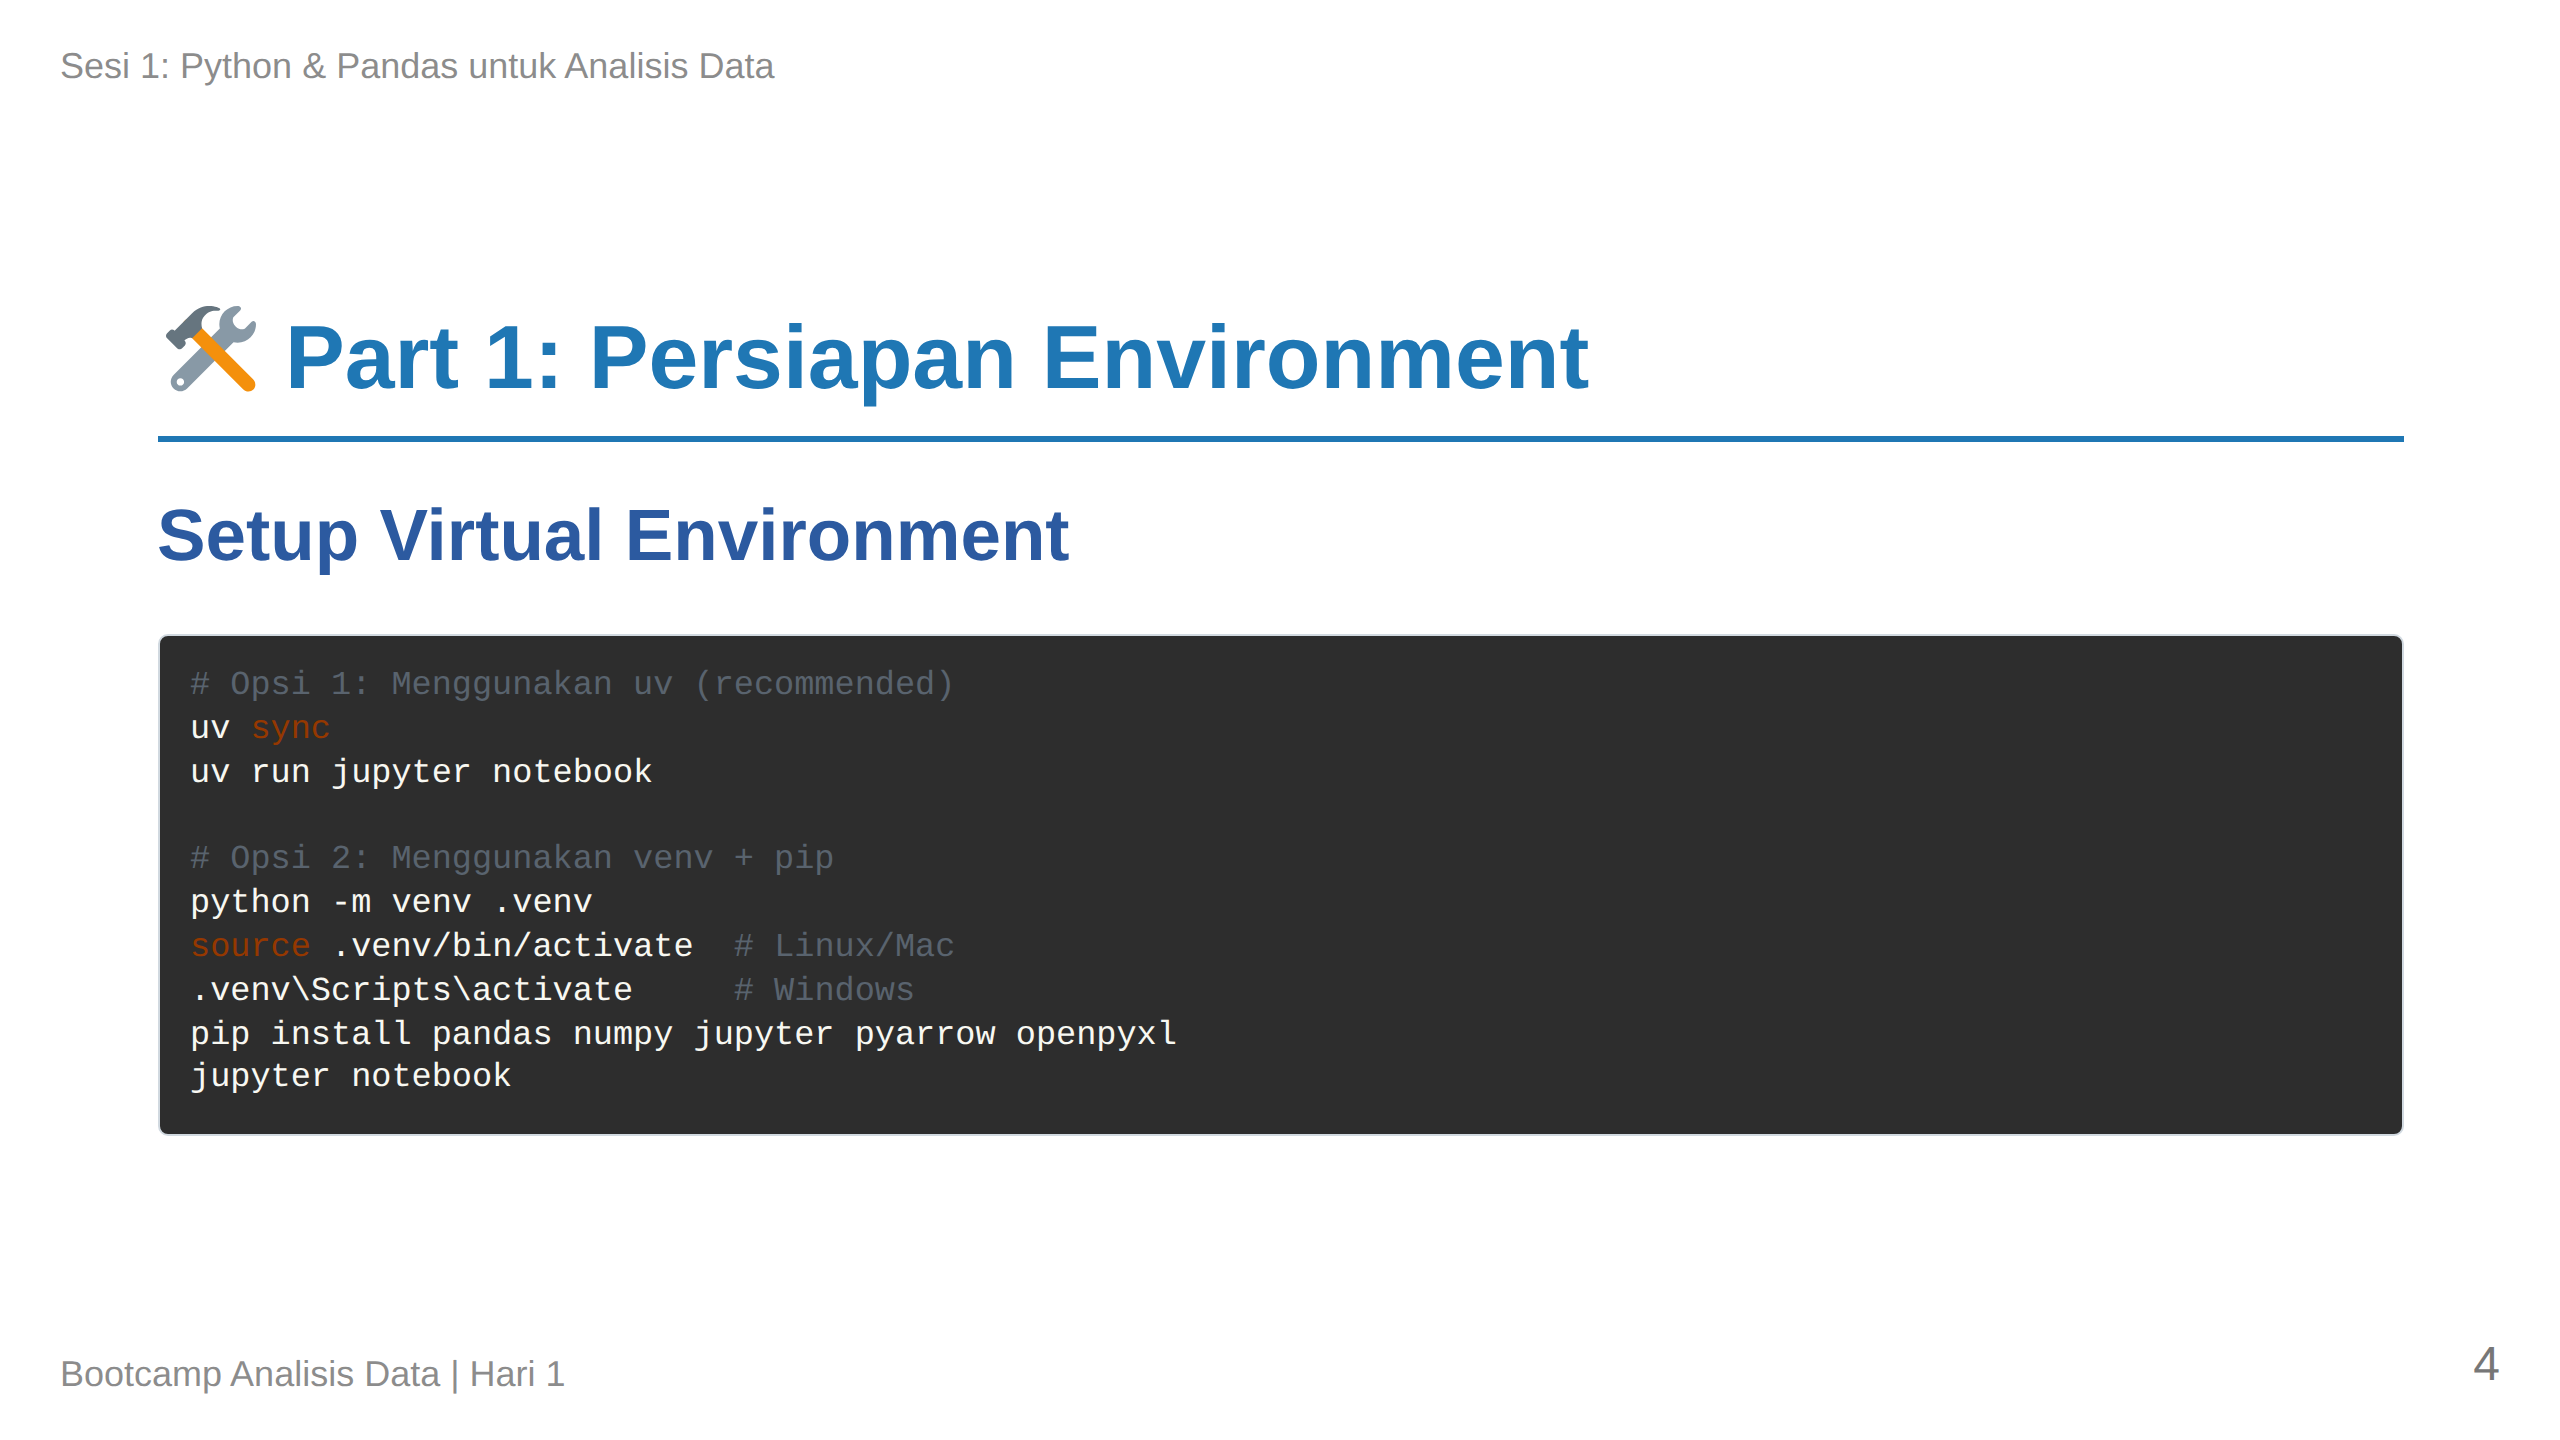 Sesi 1: Python & Pandas untuk Analisis Data
🛠️ Part 1: Persiapan Environment
Setup Virtual Environment
# Opsi 1: Menggunakan uv (recommended)
uv sync
uv run jupyter notebook

# Opsi 2: Menggunakan venv + pip
python -m venv .venv
source .venv/bin/activate  # Linux/Mac
.venv\Scripts\activate     # Windows
pip install pandas numpy jupyter pyarrow openpyxl
jupyter notebook
Bootcamp Analisis Data | Hari 1
4